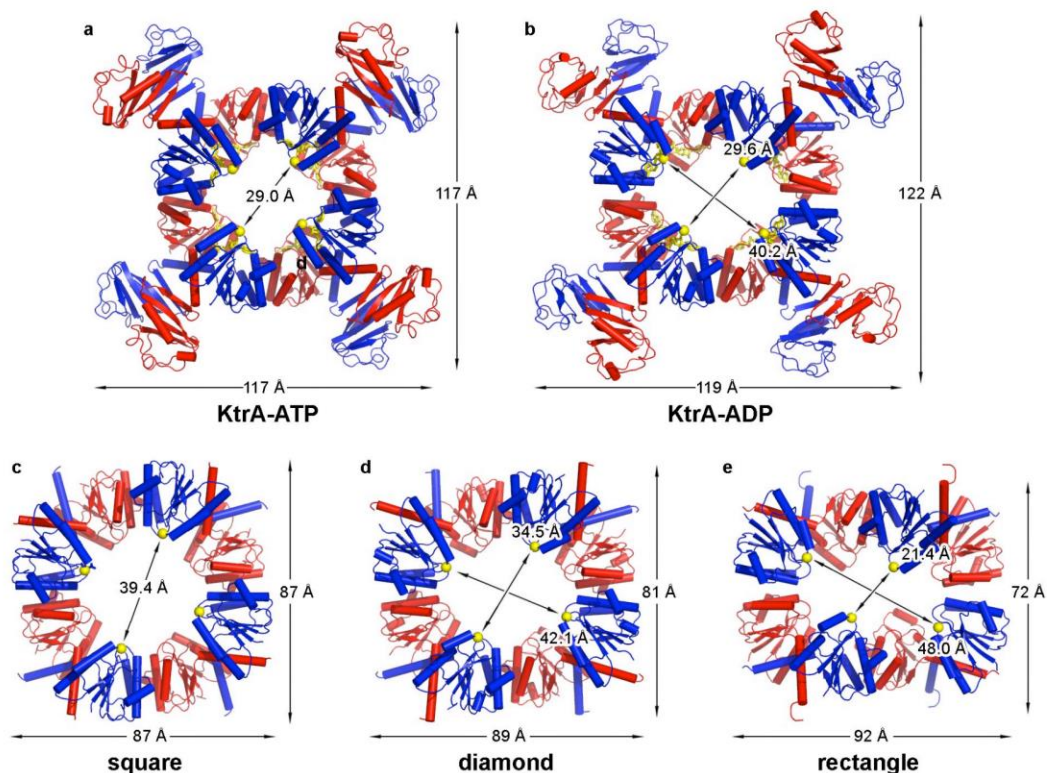 a
b
29.0 Å
117 Å
d
29.6 Å
40.2 Å
122 Å
117 Å
119 Å
KtrA-ATP
KtrA-ADP
c
d
e
39.4 Å
87 Å
34.5 Å
42.1 Å
81 Å
21.4 Å
48.0 Å
72 Å
87 Å
89 Å
92 Å
square
diamond
rectangle